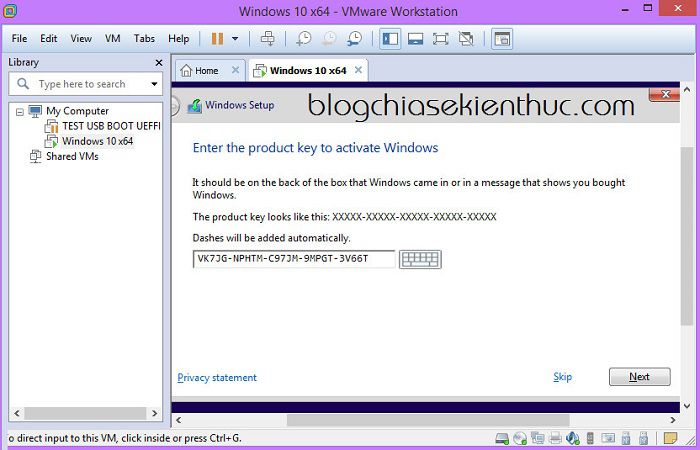 Windows 10 x64 - VMware Workstation
File Edit View VM Tabs Help
Library
Type here to search
My Computer
TEST USB BOOT UEFFI
Windows 10 x64
Shared VMs
Home
Windows 10 x64
Windows Setup
blogchiasekienthuc.com
Enter the product key to activate Windows
It should be on the back of the box that Windows came in or in a message that shows you bought
Windows.
The product key looks like this: XXXXX-XXXXX-XXXXX-XXXXX-XXXXX
Dashes will be added automatically.
VK7JG-NPHTM-C97JM-9MPGT-3V66T
Privacy statement
Skip
Next
o direct input to this VM, click inside or press Ctrl+G.